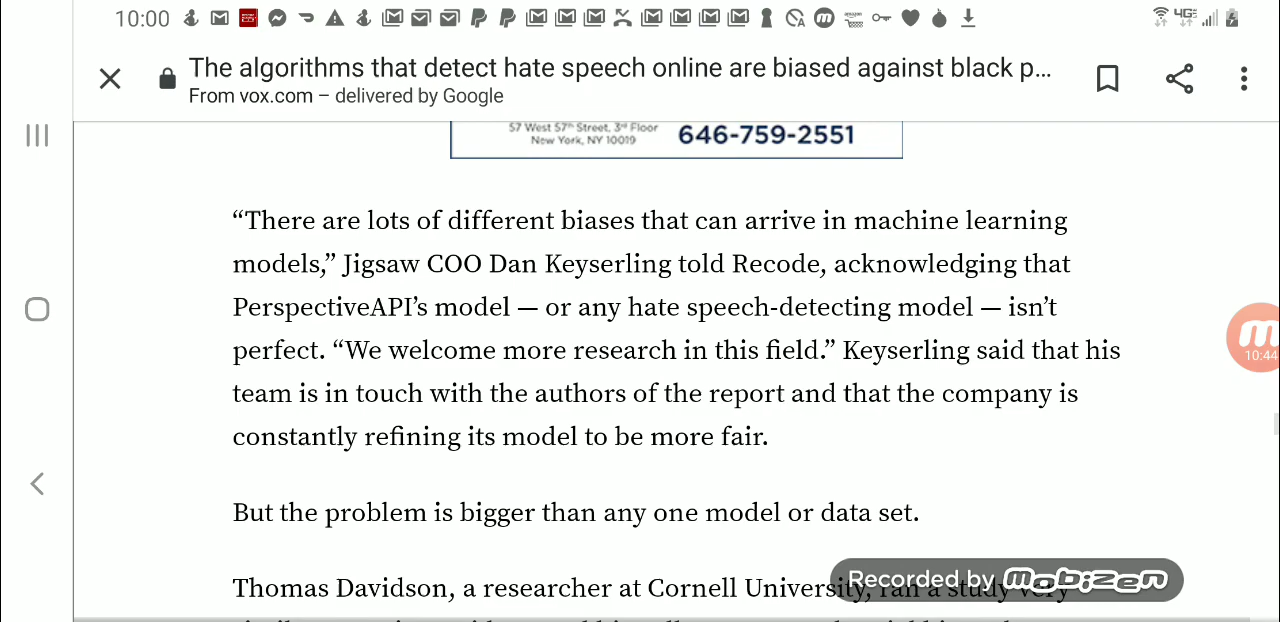 10:00
The algorithms that detect hate speech online are biased against black p...
From vox.com – delivered by Google
57 West 57th Street, 3rd Floor
New York, NY 10019
646-759-2551
“There are lots of different biases that can arrive in machine learning
models,” Jigsaw COO Dan Keyserling told Recode, acknowledging that
PerspectiveAPI’s model — or any hate speech-detecting model — isn’t
perfect. “We welcome more research in this field.” Keyserling said that his
team is in touch with the authors of the report and that the company is
constantly refining its model to be more fair.
10:44
But the problem is bigger than any one model or data set.
Thomas Davidson, a researcher at Cornell University, ran a study very
Recorded by mobizen